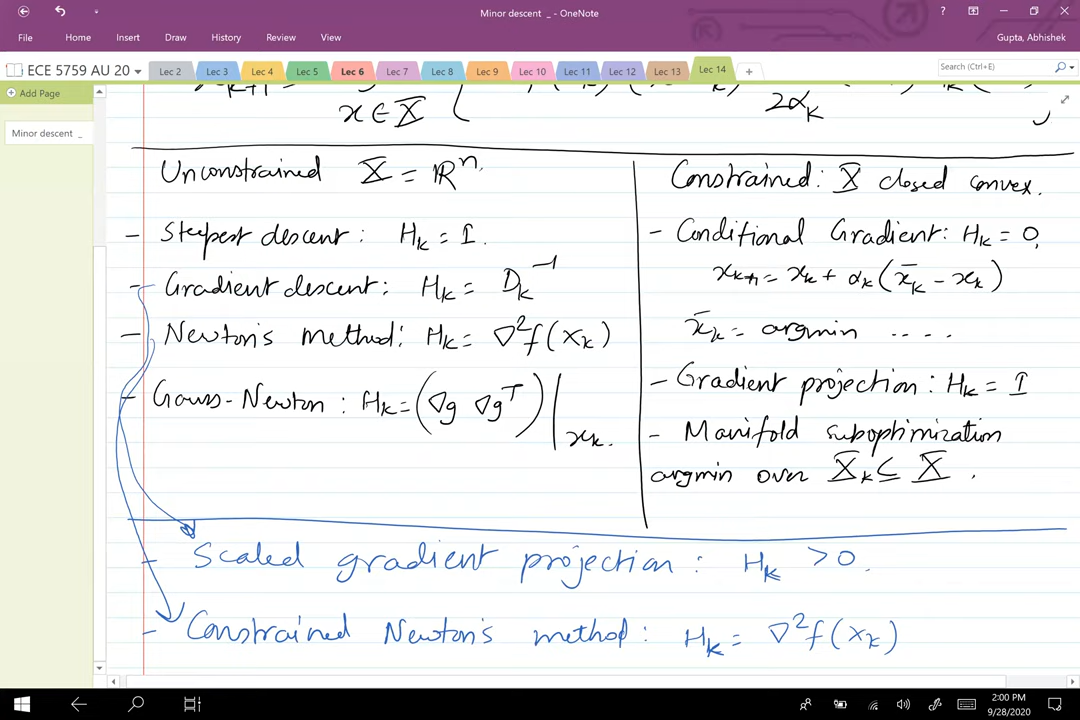 Minor descent _ - OneNote
Gupta, Abhishek
File Home Insert Draw History Review View
ECE 5759 AU 20 Lec 2 Lec 3 Lec 4 Lec 5 Lec 6 Lec 7 Lec 8 Lec 9 Lec 10 Lec 11 Lec 12 Lec 13 Lec 14 + Search (Ctrl+E)
Add Page
Minor descent _
x ∈ X̄ 2α_k
Unconstrained X̄ = ℝ^n.
- Steepest descent: H_k = I.
- Gradient descent: H_k = D_k^-1
- Newton's method: H_k = ∇²f(x_k)
- Gauss-Newton: H_k = (∇g ∇g^T)|x_k.
Constrained: X̄ closed convex.
- Conditional Gradient: H_k = 0,
x_k+1 = x_k + α_k(x̄_k - x_k)
x̄_k = argmin ....
- Gradient projection: H_k = I
- Manifold suboptimization
argmin over X̄_k ⊆ X̄.
- Scaled gradient projection: H_k > 0.
- Constrained Newton's method: H_k = ∇²f(x_k)
2:00 PM
9/28/2020